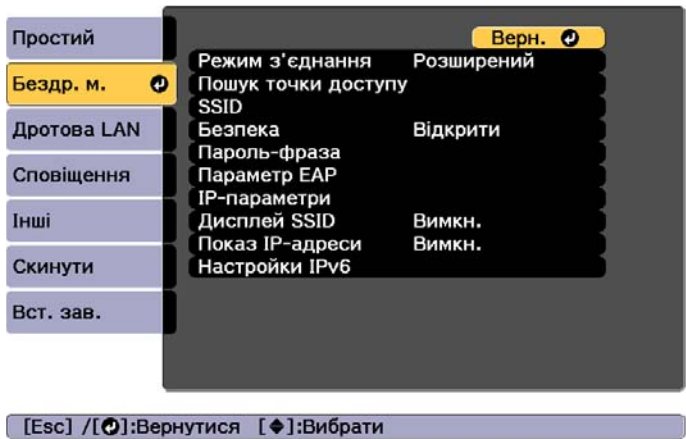 Простий
Бездр. м.
Дротова LAN
Сповіщення
Інші
Скинути
Вст. зав.
Верн.
Режим з'єднання Розширений
Пошук точки доступу
SSID
Безпека Відкрити
Пароль-фраза
Параметр EAP
IP-параметри
Дисплей SSID Вимкн.
Показ IP-адреси Вимкн.
Настройки IPv6
[Esc] /[⏎]:Вернутися [◆]:Вибрати